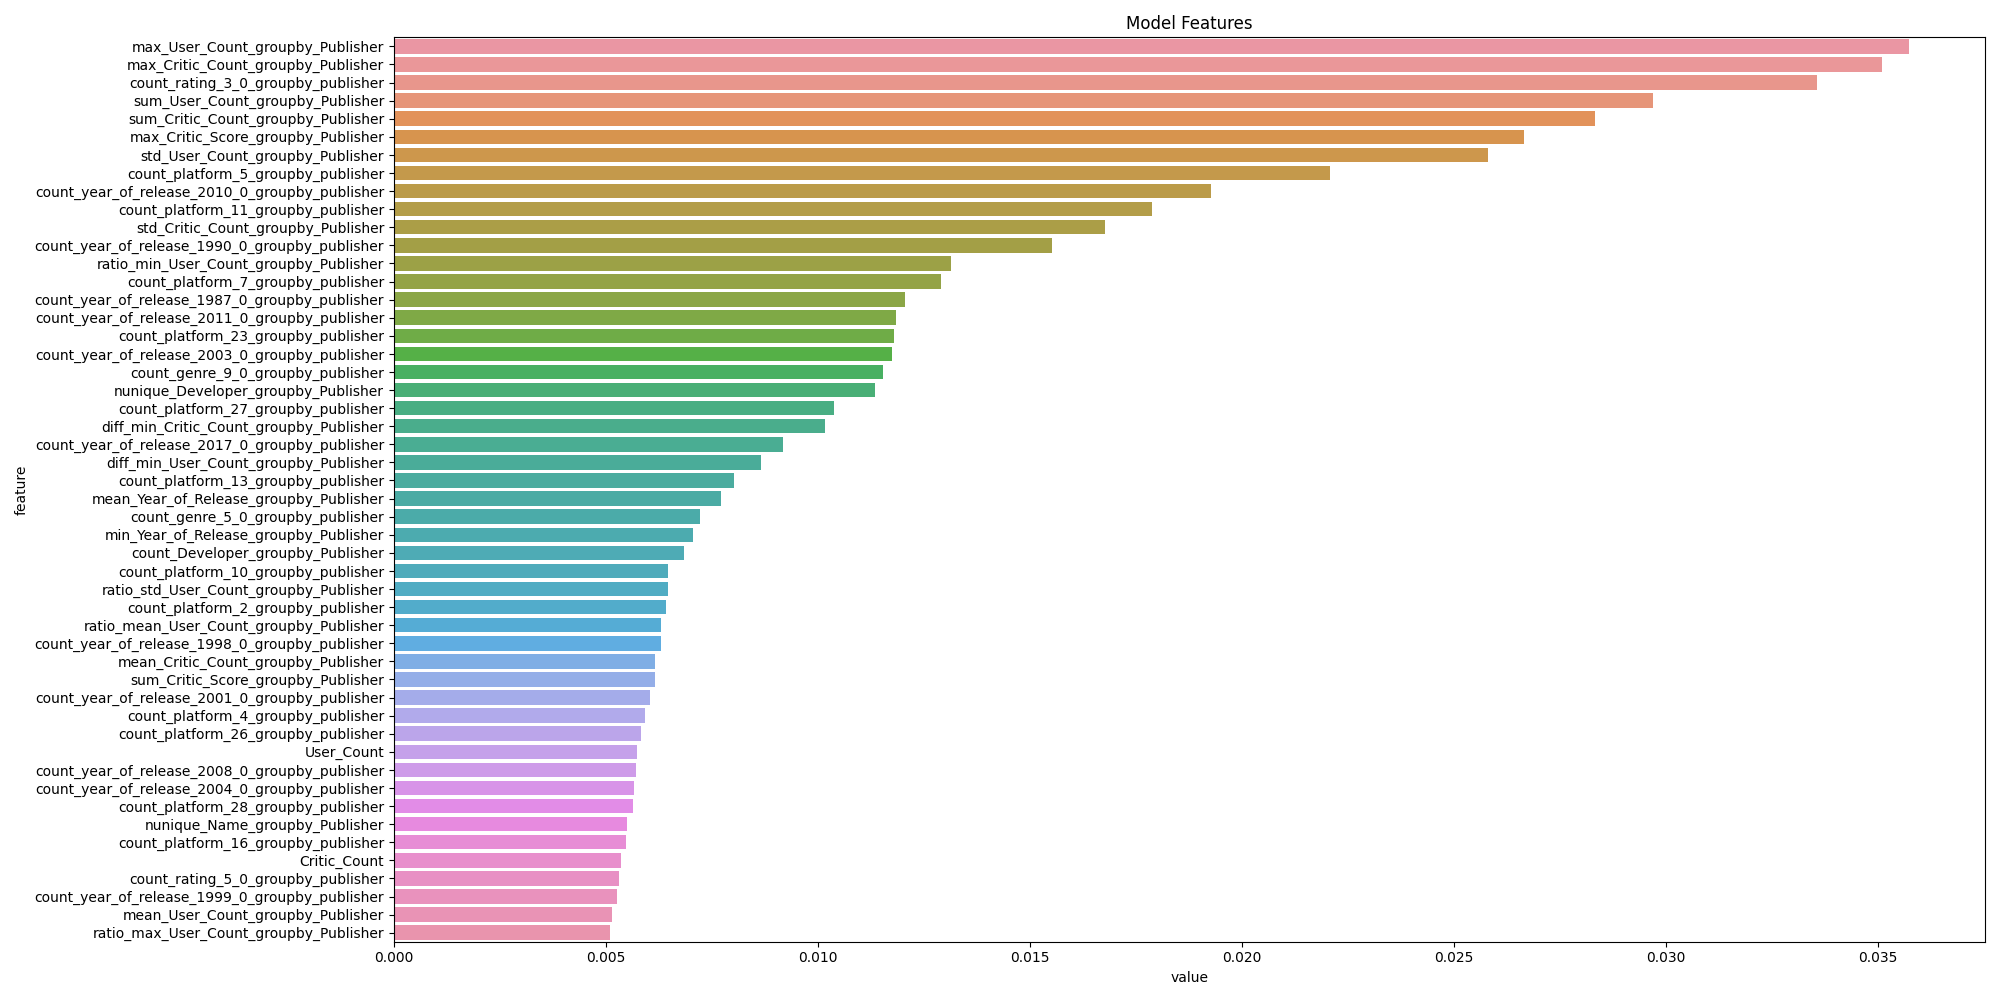 Model Features
max_User_Count_groupby_Publisher
max_Critic_Count_groupby_Publisher
count_rating_3_0_groupby_publisher
sum_User_Count_groupby_Publisher
sum_Critic_Count_groupby_Publisher
max_Critic_Score_groupby_Publisher
std_User_Count_groupby_Publisher
count_platform_5_groupby_publisher
count_year_of_release_2010_0_groupby_publisher
count_platform_11_groupby_publisher
std_Critic_Count_groupby_Publisher
count_year_of_release_1990_0_groupby_publisher
ratio_min_User_Count_groupby_Publisher
count_platform_7_groupby_publisher
count_year_of_release_1987_0_groupby_publisher
count_year_of_release_2011_0_groupby_publisher
count_platform_23_groupby_publisher
count_year_of_release_2003_0_groupby_publisher
count_genre_9_0_groupby_publisher
nunique_Developer_groupby_Publisher
count_platform_27_groupby_publisher
diff_min_Critic_Count_groupby_Publisher
count_year_of_release_2017_0_groupby_publisher
diff_min_User_Count_groupby_Publisher
count_platform_13_groupby_publisher
mean_Year_of_Release_groupby_Publisher
count_genre_5_0_groupby_publisher
min_Year_of_Release_groupby_Publisher
count_Developer_groupby_Publisher
count_platform_10_groupby_publisher
ratio_std_User_Count_groupby_Publisher
count_platform_2_groupby_publisher
ratio_mean_User_Count_groupby_Publisher
count_year_of_release_1998_0_groupby_publisher
mean_Critic_Count_groupby_Publisher
sum_Critic_Score_groupby_Publisher
count_year_of_release_2001_0_groupby_publisher
count_platform_4_groupby_publisher
count_platform_26_groupby_publisher
User_Count
count_year_of_release_2008_0_groupby_publisher
count_year_of_release_2004_0_groupby_publisher
count_platform_28_groupby_publisher
nunique_Name_groupby_Publisher
count_platform_16_groupby_publisher
Critic_Count
count_rating_5_0_groupby_publisher
count_year_of_release_1999_0_groupby_publisher
mean_User_Count_groupby_Publisher
ratio_max_User_Count_groupby_Publisher
feature
0.000 0.005 0.010 0.015 0.020 0.025 0.030 0.035
value